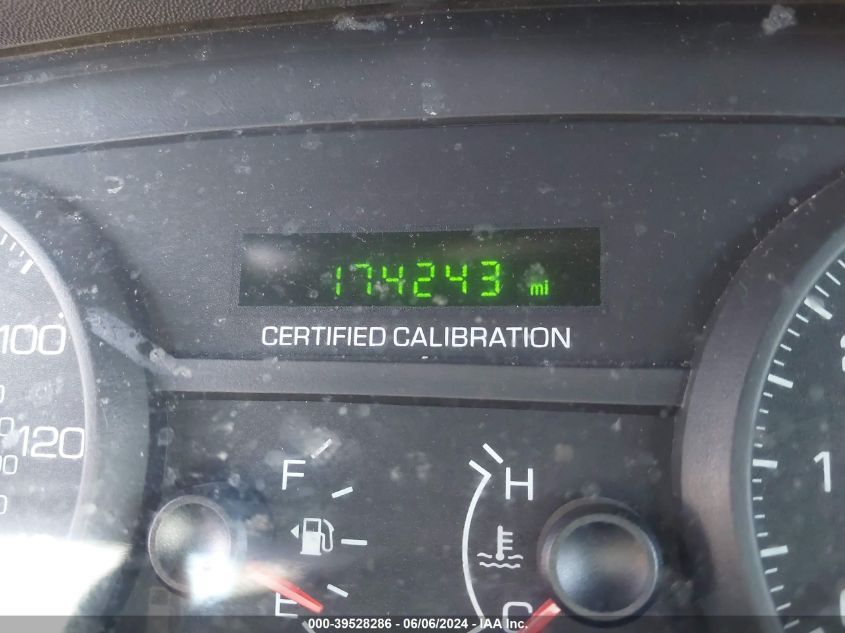 174243 mi
CERTIFIED CALIBRATION
100
120
F
H
E
C
1
000-39528286 - 06/06/2024 - IAA Inc.